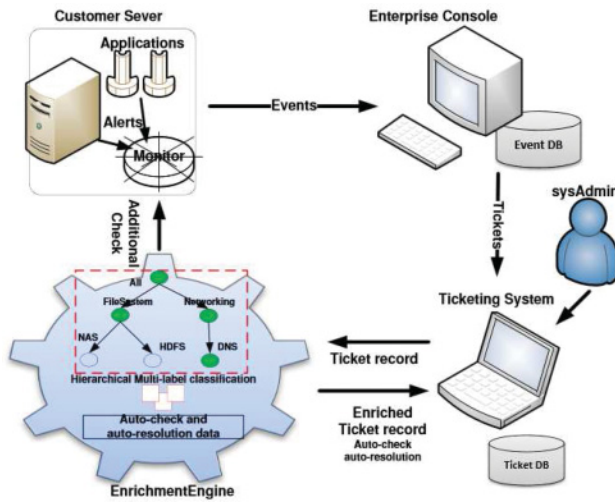 Customer Sever
Enterprise Console
Applications
Alerts
Monitor
Events
Event DB
Additional
Check
Tickets
sysAdmin
All
FileSystem
Networking
NAS
HDFS
DNS
Hierarchical Multi-label classification
Auto-check and
auto-resolution data
EnrichmentEngine
Ticketing System
Ticket record
Enriched
Ticket record
Auto-check
auto-resolution
Ticket DB